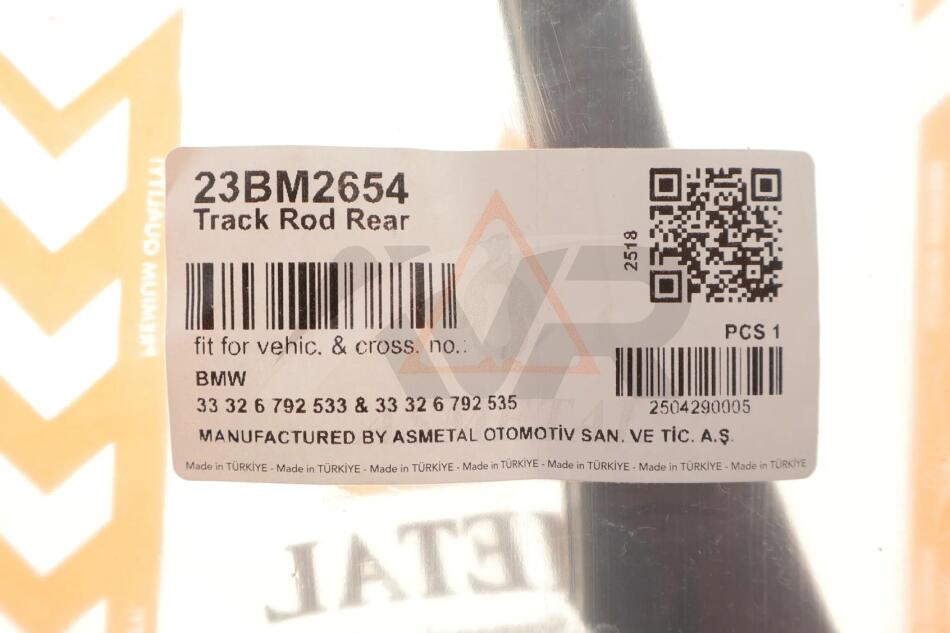 23BM2654
Track Rod Rear
2518
fit for vehic. & cross. no.:
PCS 1
BMW
33 32 6 792 533 & 33 32 6 792 535
2504290005
MANUFACTURED BY ASMETAL OTOMOTİV SAN. VE TİC. A.Ş.
Made in TÜRKİYE - Made in TÜRKİYE - Made in TÜRKİYE - Made in TÜRKİYE - Made in TÜRKİYE - Made in TÜRKİYE - Made in TÜRKİYE
METAL
PREMIUM QUALITY